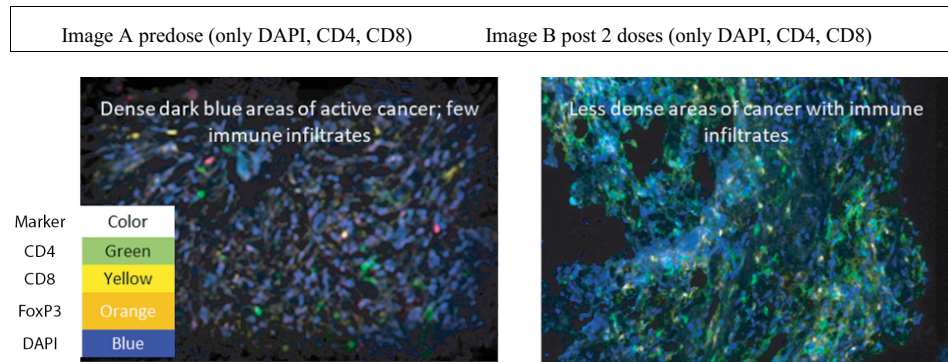 Image A predose (only DAPI, CD4, CD8)
Image B post 2 doses (only DAPI, CD4, CD8)
Dense dark blue areas of active cancer; few
immune infiltrates
Less dense areas of cancer with immune
infiltrates
Marker Color
CD4 Green
CD8 Yellow
FoxP3 Orange
DAPI Blue